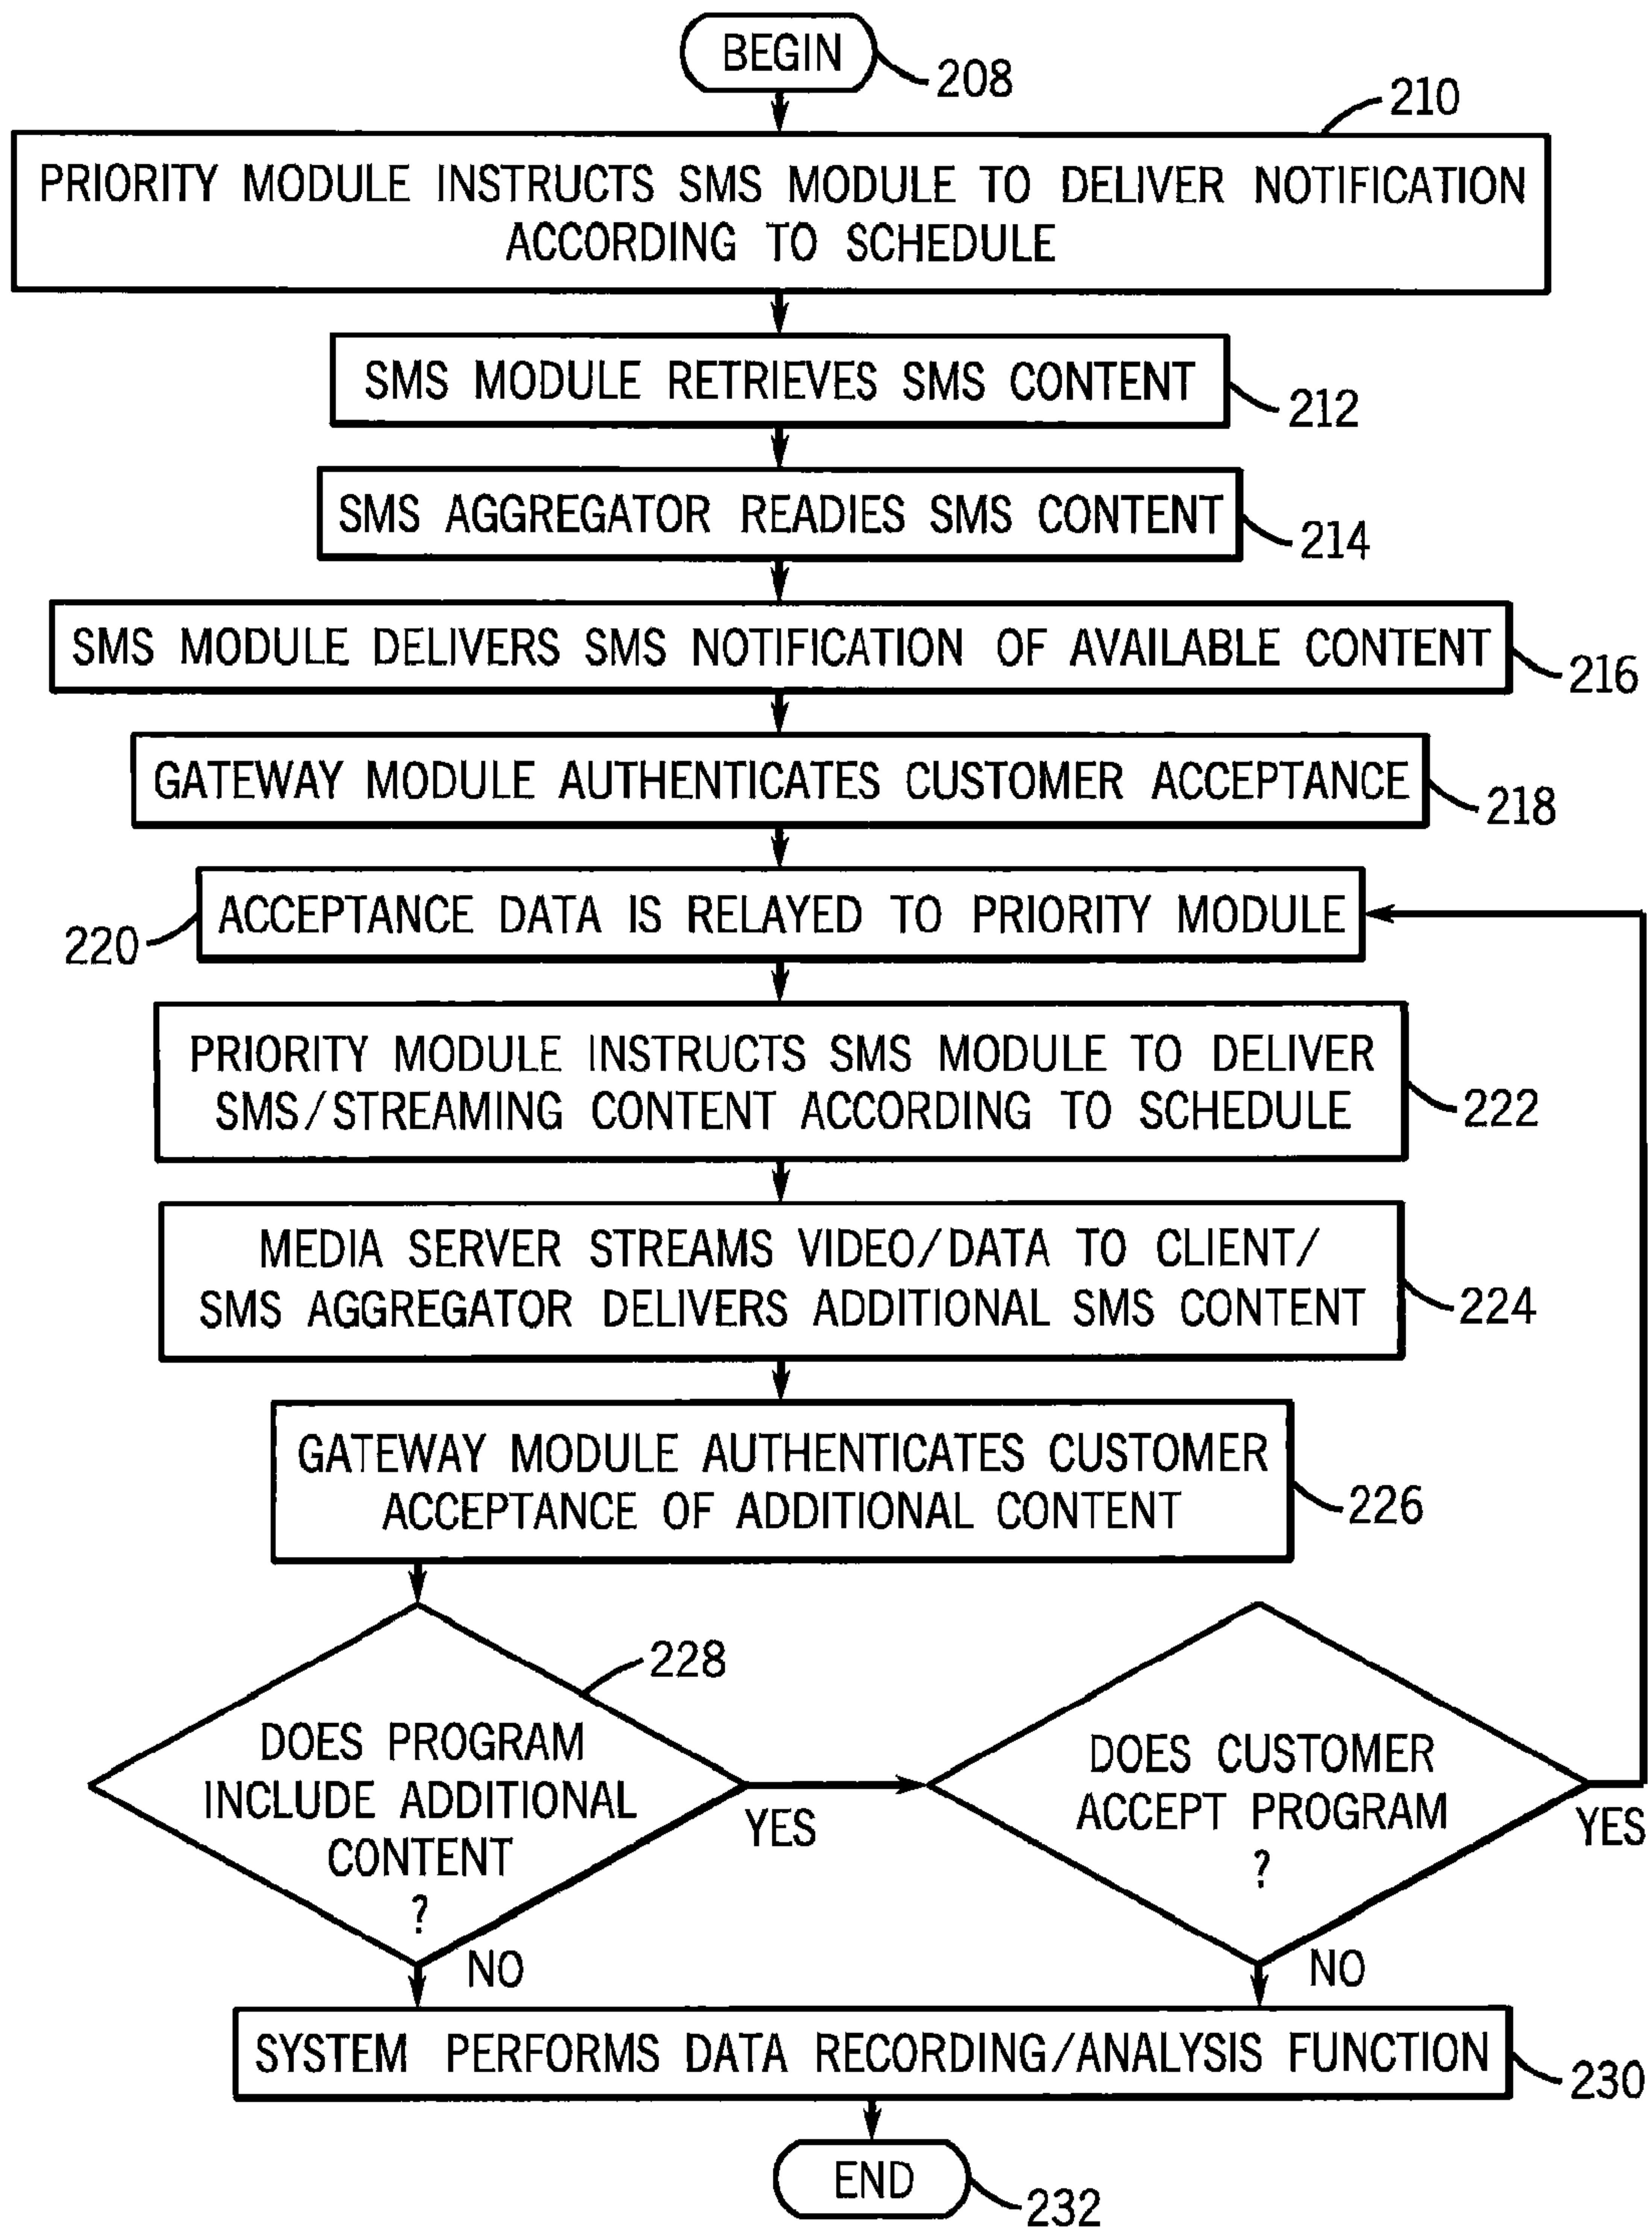 BEGIN
208
210
PRIORITY MODULE INSTRUCTS SMS MODULE TO DELIVER NOTIFICATION
ACCORDING TO SCHEDULE
SMS MODULE RETRIEVES SMS CONTENT
212
SMS AGGREGATOR READIES SMS CONTENT
214
SMS MODULE DELIVERS SMS NOTIFICATION OF AVAILABLE CONTENT
216
GATEWAY MODULE AUTHENTICATES CUSTOMER ACCEPTANCE
218
ACCEPTANCE DATA IS RELAYED TO PRIORITY MODULE
220
PRIORITY MODULE INSTRUCTS SMS MODULE TO DELIVER
SMS/STREAMING CONTENT ACCORDING TO SCHEDULE
222
MEDIA SERVER STREAMS VIDEO/DATA TO CLIENT/
SMS AGGREGATOR DELIVERS ADDITIONAL SMS CONTENT
224
GATEWAY MODULE AUTHENTICATES CUSTOMER
ACCEPTANCE OF ADDITIONAL CONTENT
226
228
DOES PROGRAM
INCLUDE ADDITIONAL
CONTENT
?
YES
NO
DOES CUSTOMER
ACCEPT PROGRAM
?
YES
NO
SYSTEM PERFORMS DATA RECORDING/ANALYSIS FUNCTION
230
END
232